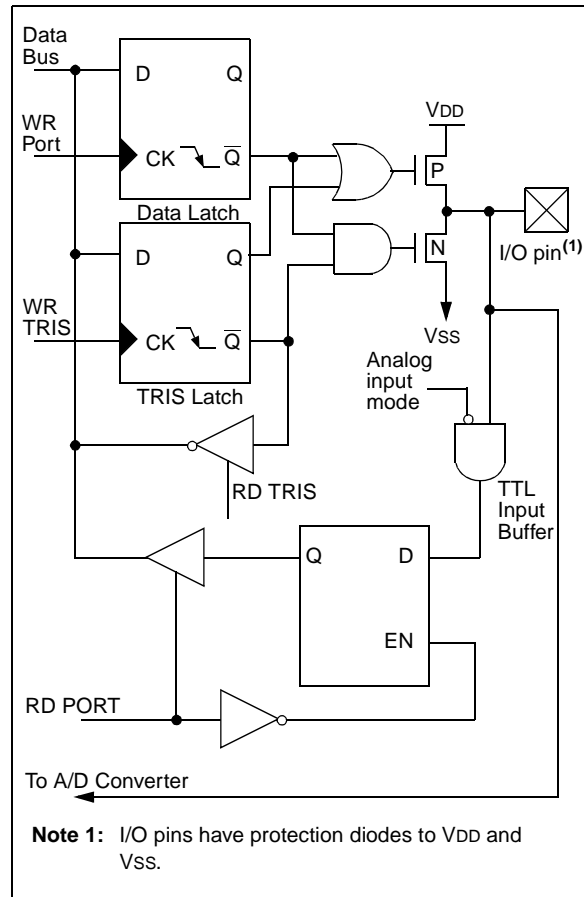 Data
Bus
D Q
WR
Port
CK Q
Data Latch
VDD
P
I/O pin(1)
D Q
N
WR
TRIS
CK Q
VSS
TRIS Latch
Analog
input
mode
RD TRIS
TTL
Input
Buffer
Q D
EN
RD PORT
To A/D Converter
Note 1: I/O pins have protection diodes to VDD and
VSS.